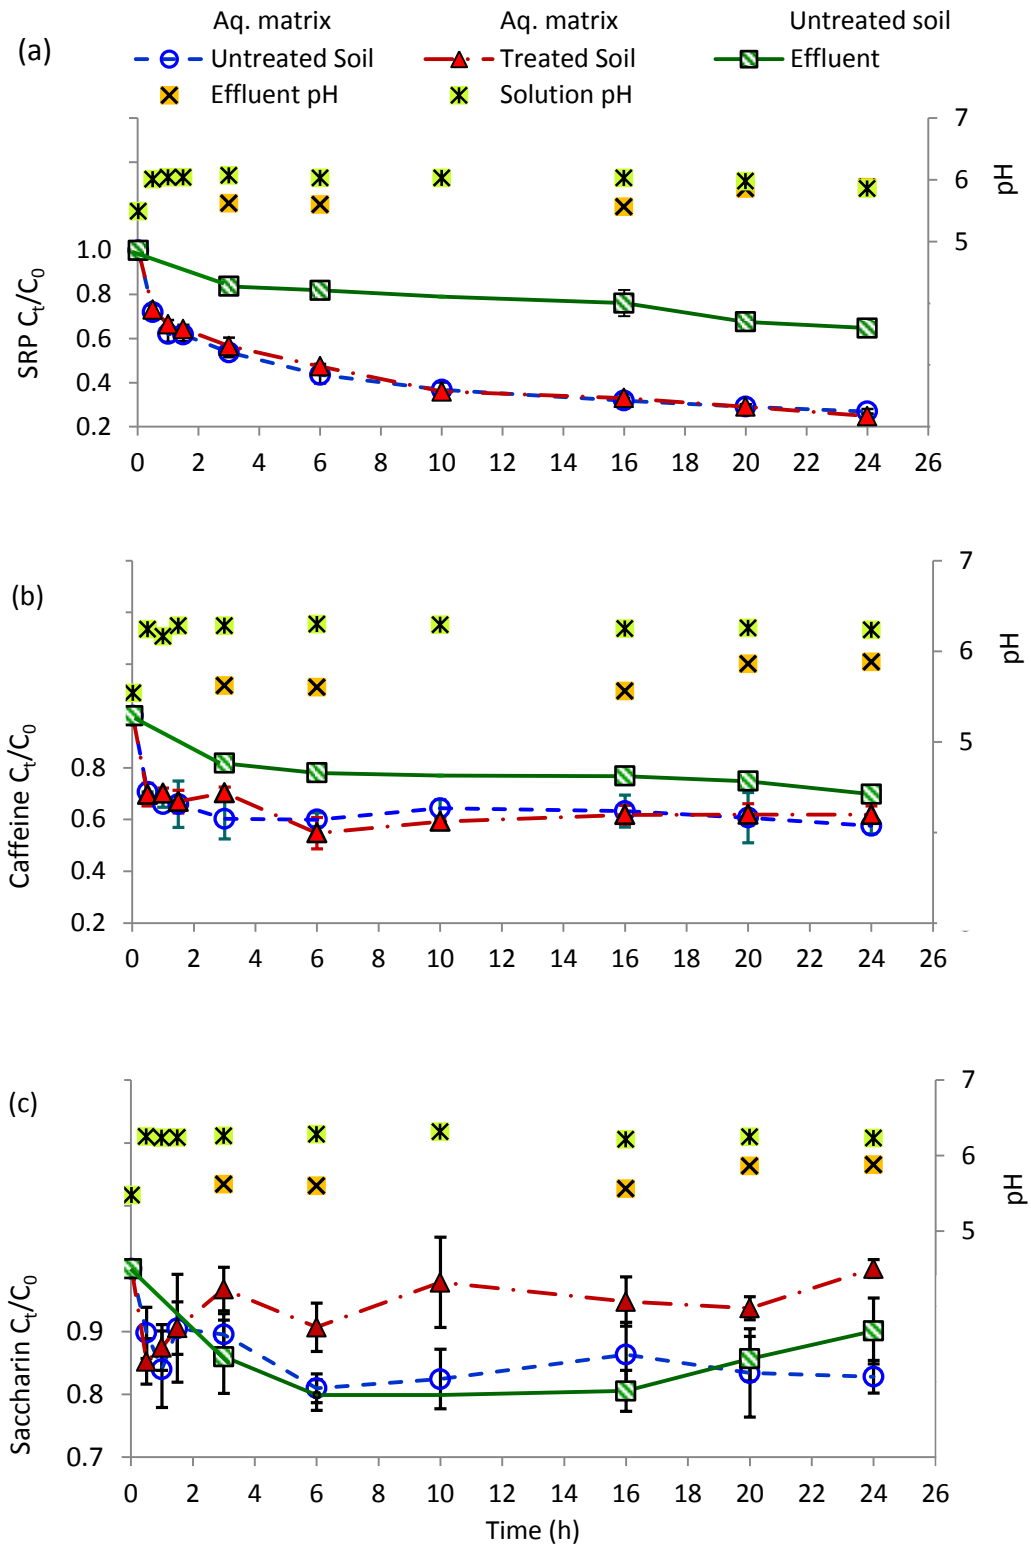 Aq. matrix Aq. matrix Untreated soil
(a) Untreated Soil Treated Soil Effluent
Effluent pH Solution pH
7
6
5
pH
1.0
0.8
0.6
0.4
0.2
SRP Ct/C0
0 2 4 6 8 10 12 14 16 18 20 22 24 26
(b)
7
6
5
pH
0.8
0.6
0.4
0.2
Caffeine Ct/C0
0 2 4 6 8 10 12 14 16 18 20 22 24 26
(c)
7
6
5
pH
0.9
0.8
0.7
Saccharin Ct/C0
0 2 4 6 8 10 12 14 16 18 20 22 24 26
Time (h)